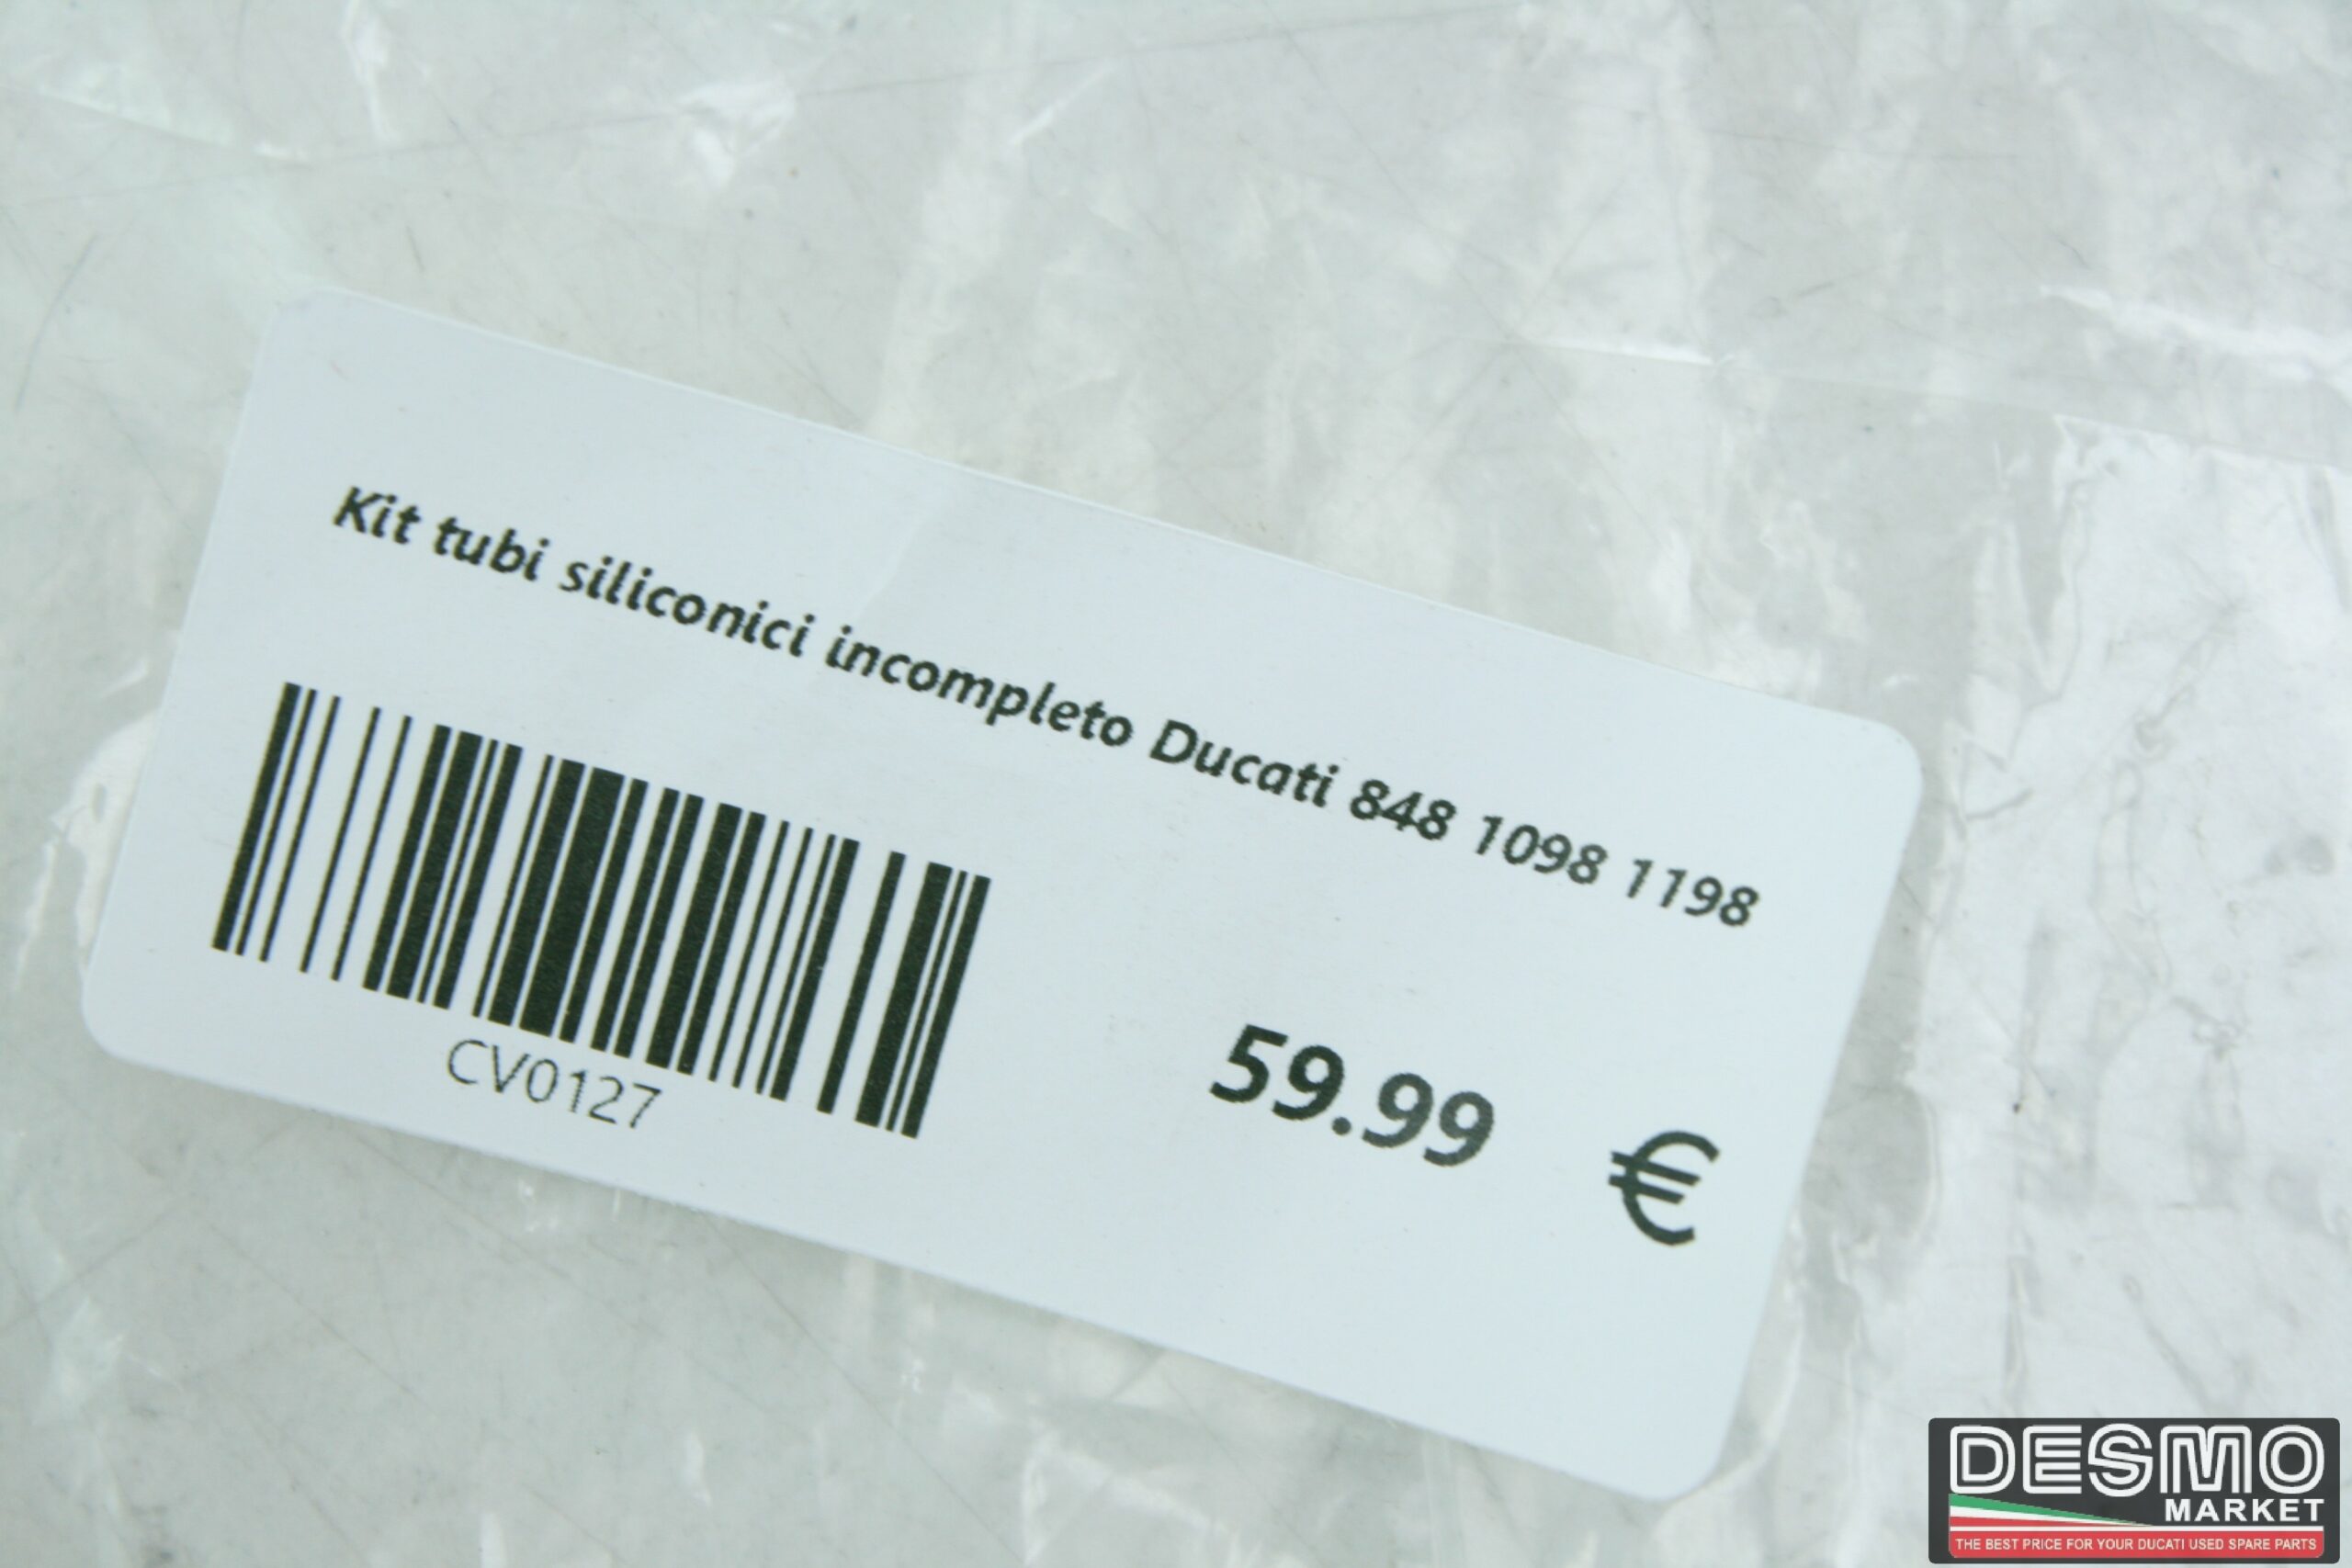 Kit tubi siliconici incompleto Ducati 848 1098 1198
CV0127
59.99 €
DESMO
MARKET
THE BEST PRICE FOR YOUR DUCATI USED SPARE PARTS